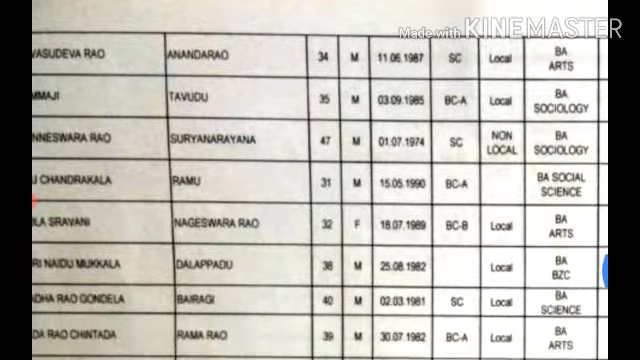 Made with KINEMASTER
VASUDEVA RAO ANANDARAO 34 M 11.06.1987 SC Local BA ARTS
MMAJI TAVUDU 35 M 03.09.1985 BC-A Local BA SOCIOLOGY
NNESWARA RAO SURYANARAYANA 47 M 01.07.1974 SC NON LOCAL BA SOCIOLOGY
CHANDRAKALA RAMU 31 M 15.05.1990 BC-A BA SOCIAL SCIENCE
ILA SRAVANI NAGESWARA RAO 32 F 18.07.1989 BC-B Local BA ARTS
RI NAIDU MUKKALA DALAPPADU 38 M 25.08.1982 Local BA BZC
ADHA RAO GONDELA BAIRAGI 40 M 02.03.1981 SC Local BA SCIENCE
DA RAO CHINTADA RAMA RAO 39 M 30.07.1982 BC-A Local BA ARTS